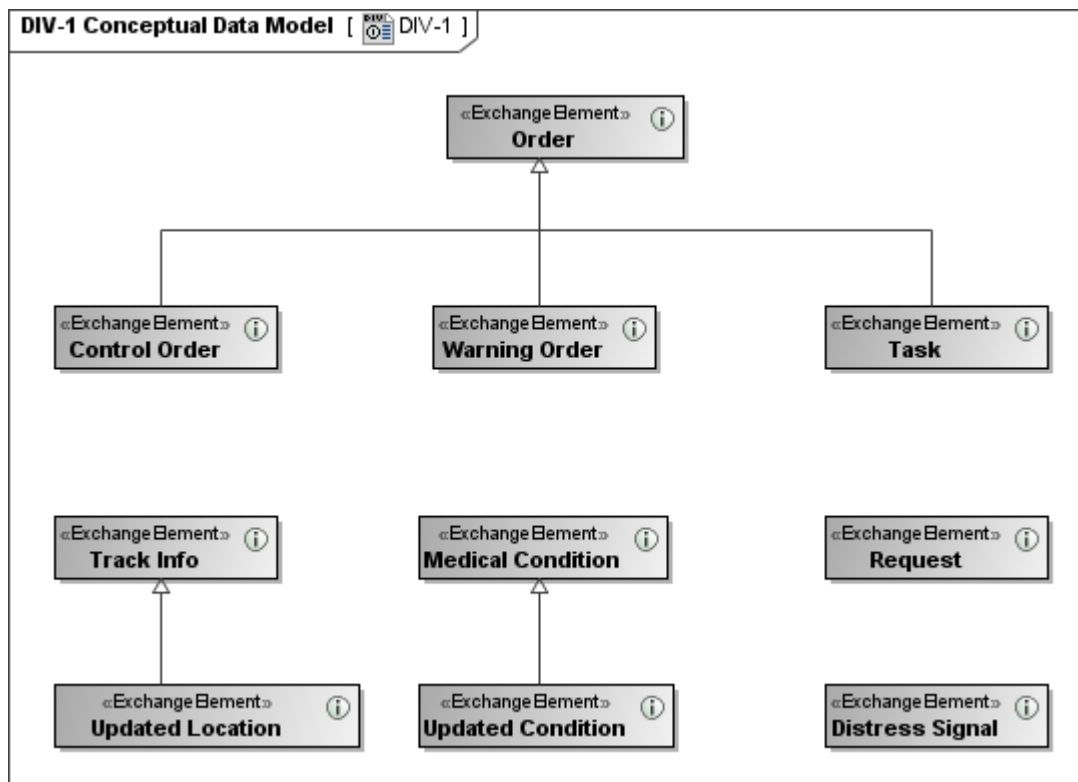 DIV-1 Conceptual Data Model [ DIV-1 ]
«ExchangeElement»
Order
«ExchangeElement»
Control Order
«ExchangeElement»
Warning Order
«ExchangeElement»
Task
«ExchangeElement»
Track Info
«ExchangeElement»
Medical Condition
«ExchangeElement»
Request
«ExchangeElement»
Updated Location
«ExchangeElement»
Updated Condition
«ExchangeElement»
Distress Signal